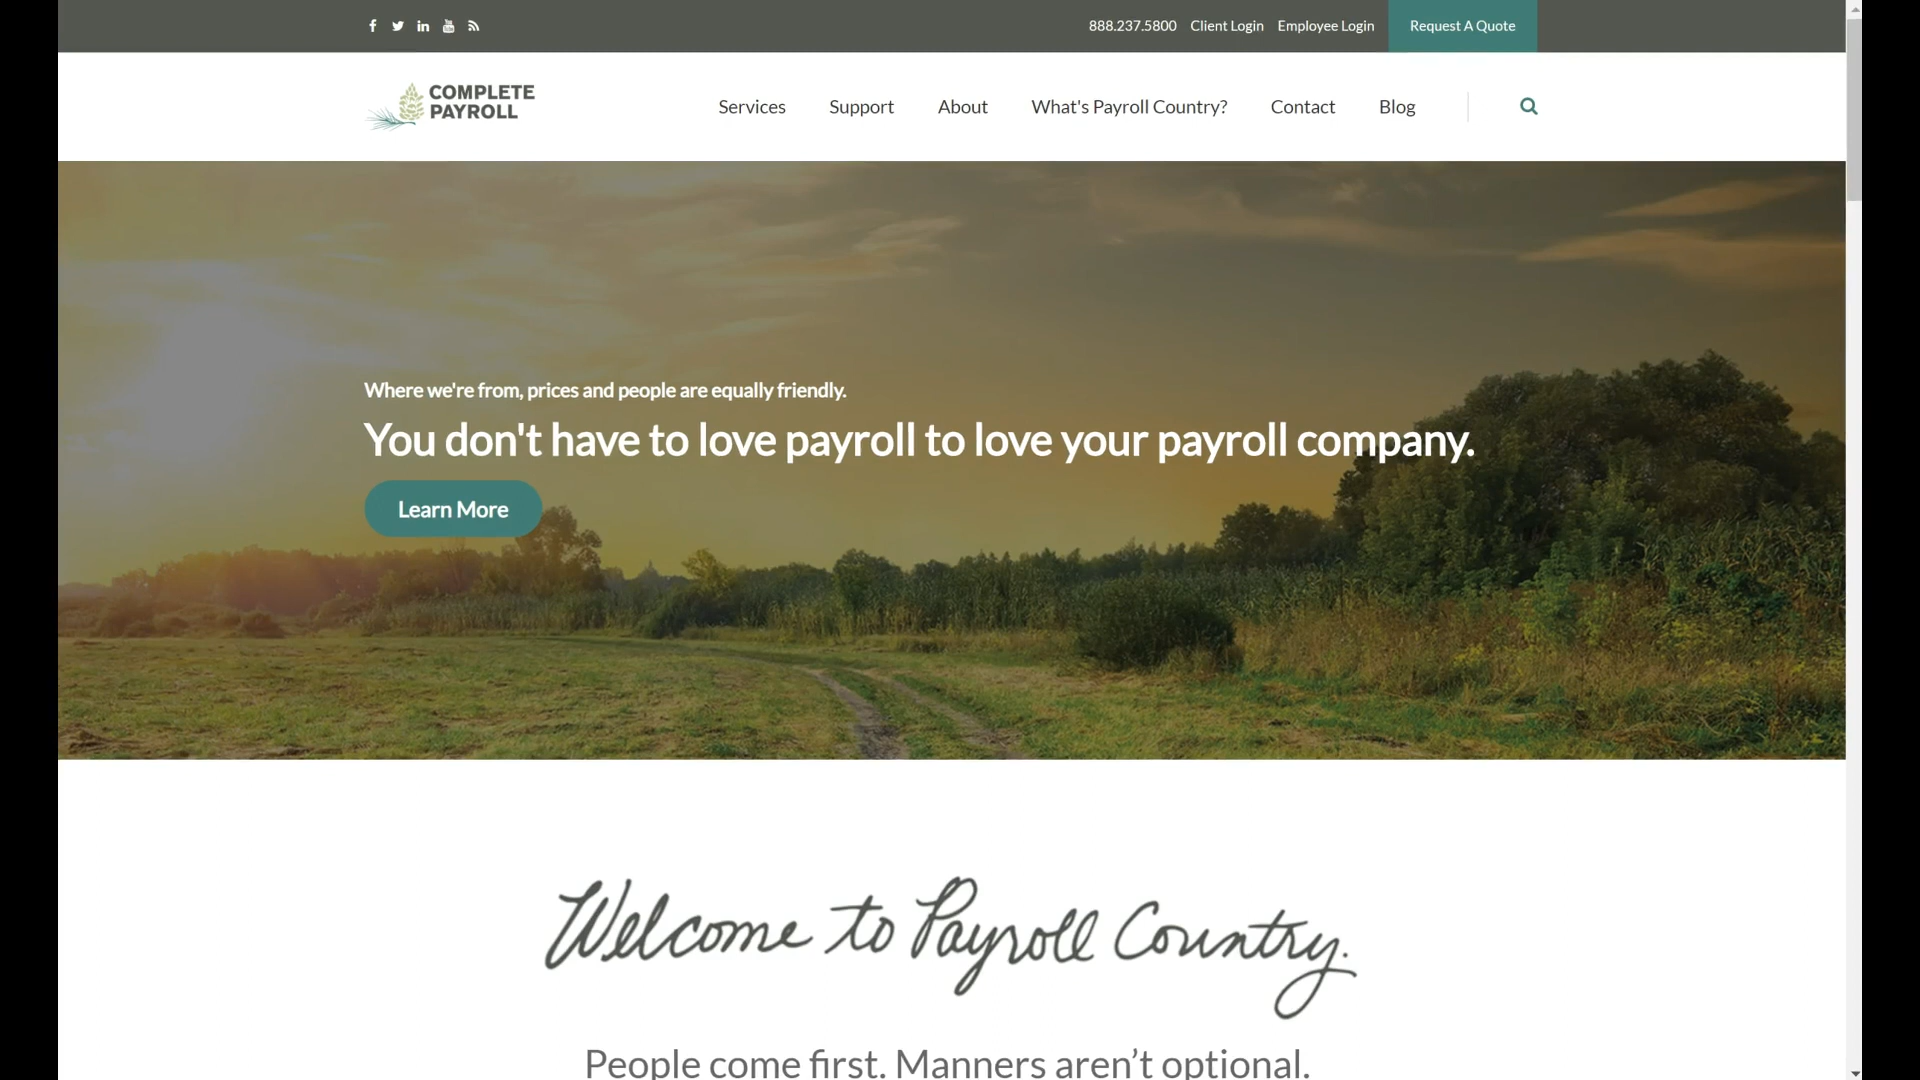 888.237.5800 Client Login Employee Login Request A Quote
COMPLETE
PAYROLL
Services Support About What's Payroll Country? Contact Blog
Where we're from, prices and people are equally friendly.
You don't have to love payroll to love your payroll company.
Learn More
Welcome to Payroll Country.
People come first. Manners aren’t optional.